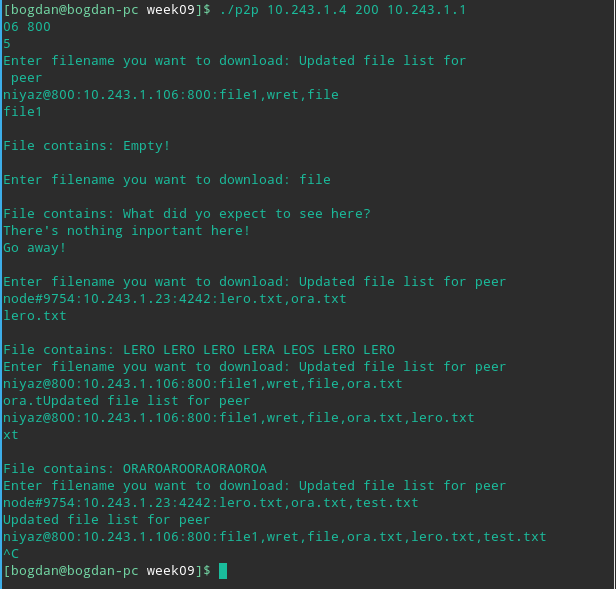 [bogdan@bogdan-pc week09]$ ./p2p 10.243.1.4 200 10.243.1.1
06 800
5
Enter filename you want to download: Updated file list for
 peer
niyaz@800:10.243.1.106:800:file1,wret,file
file1

File contains: Empty!

Enter filename you want to download: file

File contains: What did yo expect to see here?
There's nothing inportant here!
Go away!

Enter filename you want to download: Updated file list for peer
node#9754:10.243.1.23:4242:lero.txt,ora.txt
lero.txt

File contains: LERO LERO LERO LERA LEOS LERO LERO
Enter filename you want to download: Updated file list for peer
niyaz@800:10.243.1.106:800:file1,wret,file,ora.txt
ora.tUpdated file list for peer
niyaz@800:10.243.1.106:800:file1,wret,file,ora.txt,lero.txt
xt

File contains: ORAROAROORAORAOROA
Enter filename you want to download: Updated file list for peer
node#9754:10.243.1.23:4242:lero.txt,ora.txt,test.txt
Updated file list for peer
niyaz@800:10.243.1.106:800:file1,wret,file,ora.txt,lero.txt,test.txt
^C
[bogdan@bogdan-pc week09]$